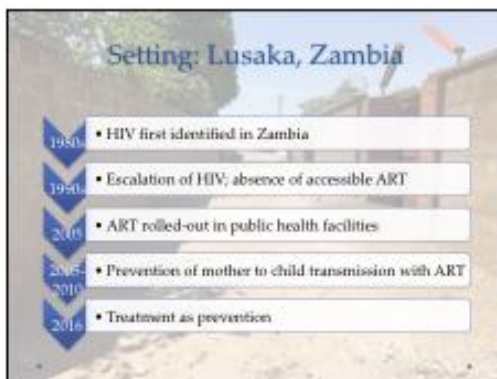 Setting: Lusaka, Zambia
1980s
• HIV first identified in Zambia
1990s
• Escalation of HIV; absence of accessible ART
2005
• ART rolled-out in public health facilities
2005-
2010
• Prevention of mother to child transmission with ART
2016
• Treatment as prevention